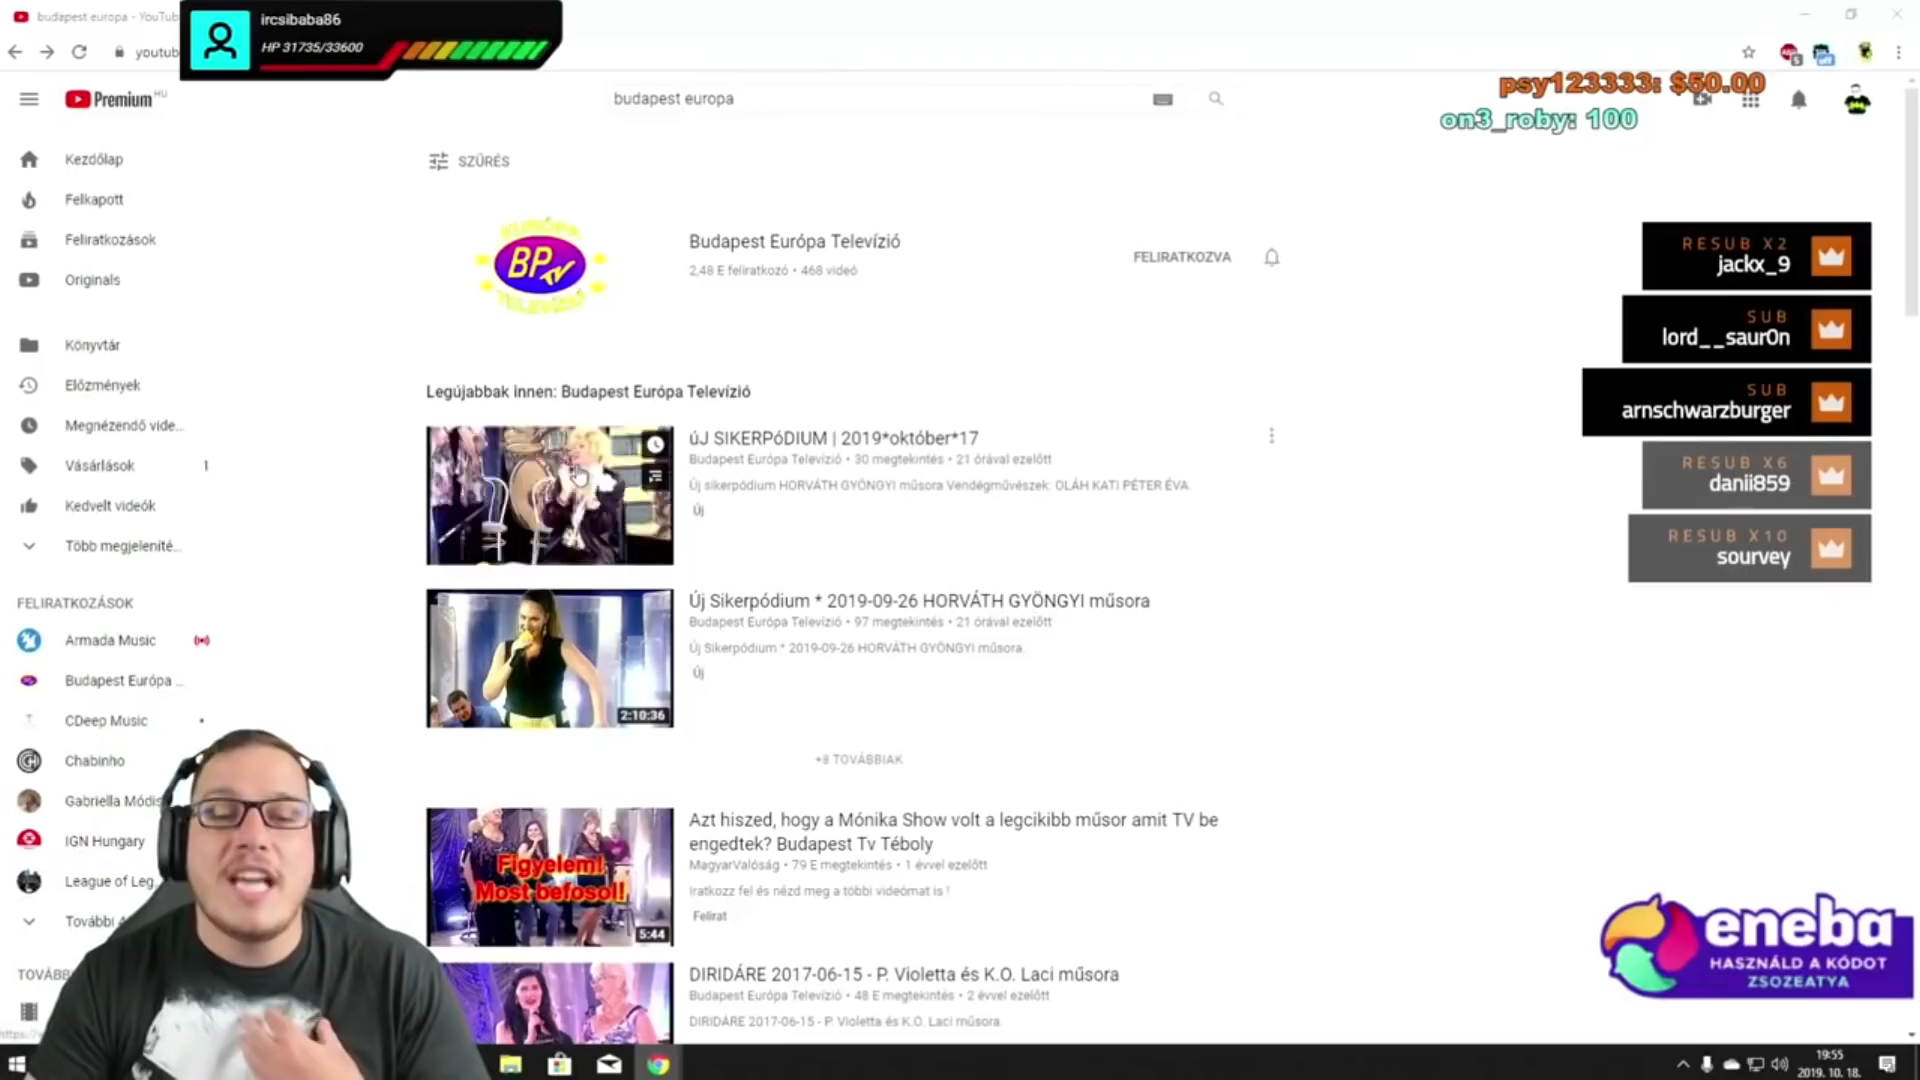 budapest europa - YouTub
ircsibaba86
HP 31735/33600
youtub
Premium HU
budapest europa
psy123333: $50.00
on3_roby: 100
SZŰRÉS
Kezdőlap
Felkapott
Feliratkozások
Originals
Könyvtár
Előzmények
Megnézendő vide...
Vásárlások 1
Kedvelt videók
Több megjeleníté...
FELIRATKOZÁSOK
Armada Music
Budapest Európa ...
CDeep Music
Chabinho
Gabriella Módis
IGN Hungary
League of Leg
További 4
TOVÁBB
EURÓPA
BP TV
TELEVÍZIÓ
Budapest Európa Televízió
2,48 E feliratkozó • 468 videó
FELIRATKOZVA
Legújabbak innen: Budapest Európa Televízió
úJ SIKERPóDIUM | 2019*október*17
Budapest Európa Televízió • 30 megtekintés • 21 órával ezelőtt
Új sikerpódium HORVÁTH GYÖNGYI műsora Vendégművészek: OLÁH KATI PÉTER ÉVA
Új
Új Sikerpódium * 2019-09-26 HORVÁTH GYÖNGYI műsora
Budapest Európa Televízió • 97 megtekintés • 21 órával ezelőtt
Új Sikerpódium * 2019-09-26 HORVÁTH GYÖNGYI műsora.
Új
2:10:36
+8 TOVÁBBIAK
Azt hiszed, hogy a Mónika Show volt a legcikibb műsor amit TV be
engedtek? Budapest Tv Téboly
MagyarValóság • 79 E megtekintés • 1 évvel ezelőtt
Iratkozz fel és nézd meg a többi videómat is !
Felirat
Figyelem!
Most befosol!
5:44
DIRIDÁRE 2017-06-15 - P. Violetta és K.O. Laci műsora
Budapest Európa Televízió • 48 E megtekintés • 2 évvel ezelőtt
DIRIDÁRE 2017-06-15 - P. Violetta és K.O. Laci műsora.
RESUB X2
jackx_9
SUB
lord__saur0n
SUB
arnschwarzburger
RESUB X6
danii859
RESUB X10
sourvey
eneba
HASZNÁLD A KÓDOT
ZSOZEATYA
19:55
2019. 10. 18.